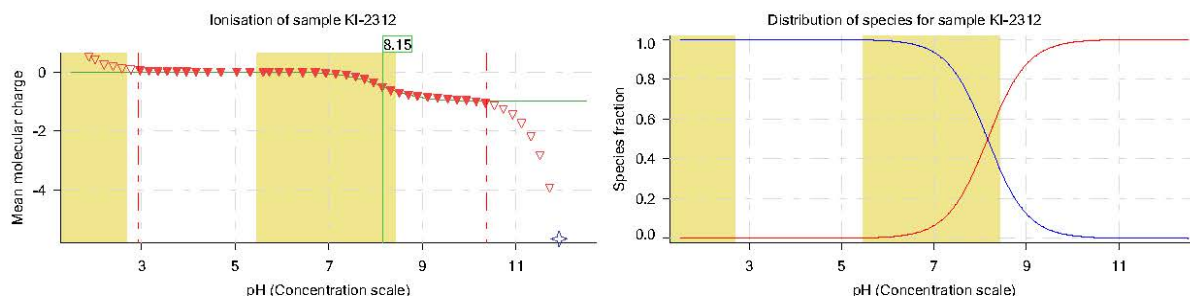 Ionisation of sample KI-2312
8.15
0
-2
-4
Mean molecular charge
3 5 7 9 11
pH (Concentration scale)
Distribution of species for sample KI-2312
1.0
0.8
0.6
0.4
0.2
0.0
Species fraction
3 5 7 9 11
pH (Concentration scale)